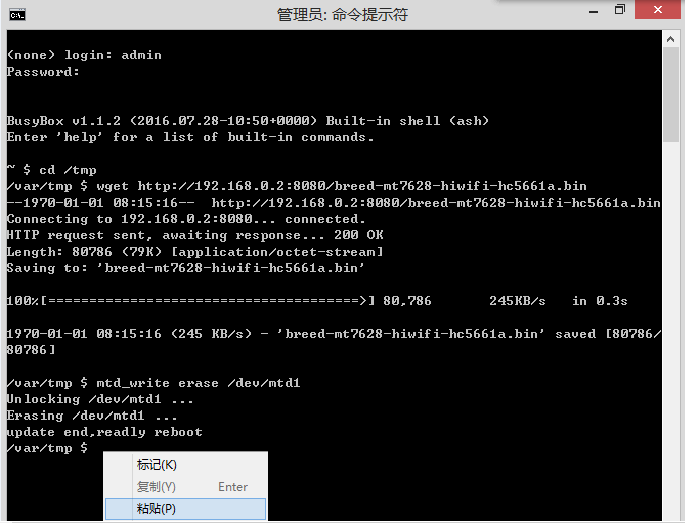 管理员: 命令提示符
(none) login: admin
Password:
BusyBox v1.1.2 (2016.07.28-10:50+0000) Built-in shell (ash)
Enter 'help' for a list of built-in commands.
~ $ cd /tmp
/var/tmp $ wget http://192.168.0.2:8080/breed-mt7628-hiwifi-hc5661a.bin
--1970-01-01 08:15:16--  http://192.168.0.2:8080/breed-mt7628-hiwifi-hc5661a.bin
Connecting to 192.168.0.2:8080... connected.
HTTP request sent, awaiting response... 200 OK
Length: 80786 (79K) [application/octet-stream]
Saving to: 'breed-mt7628-hiwifi-hc5661a.bin'
100%[======================================>] 80,786       245KB/s   in 0.3s
1970-01-01 08:15:16 (245 KB/s) - 'breed-mt7628-hiwifi-hc5661a.bin' saved [80786/
80786]
/var/tmp $ mtd_write erase /dev/mtd1
Unlocking /dev/mtd1 ...
Erasing /dev/mtd1 ...
update end,readly reboot
/var/tmp $
标记(K)
复制(Y) Enter
粘贴(P)